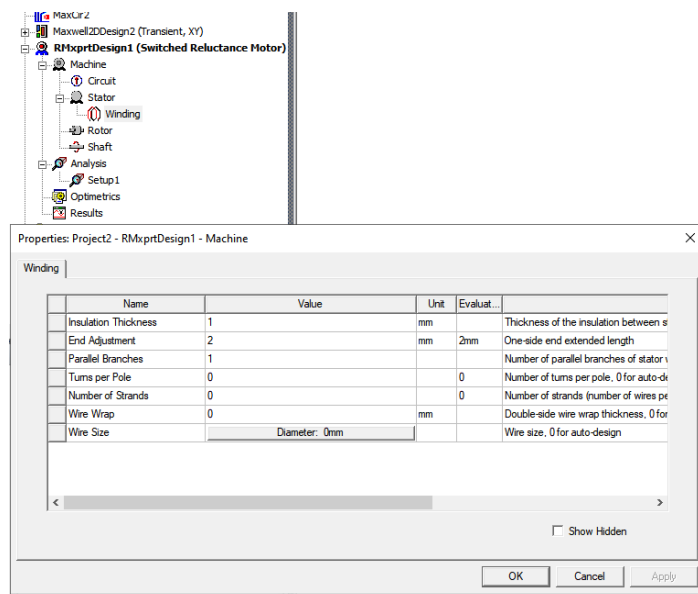 MaxCir2
Maxwell2DDesign2 (Transient, XY)
RMxprtDesign1 (Switched Reluctance Motor)
Machine
Circuit
Stator
Winding
Rotor
Shaft
Analysis
Setup1
Optimetrics
Results
Properties: Project2 - RMxprtDesign1 - Machine
Winding
Name Value Unit Evaluat...
Insulation Thickness 1 mm Thickness of the insulation between
End Adjustment 2 mm 2mm One-side end extended length
Parallel Branches 1 Number of parallel branches of stator
Turns per Pole 0 0 Number of turns per pole, 0 for auto-de
Number of Strands 0 0 Number of strands (number of wires pe
Wire Wrap 0 mm Double-side wire wrap thickness, 0 for
Wire Size Diameter: 0mm Wire size, 0 for auto-design
Show Hidden
OK Cancel Apply